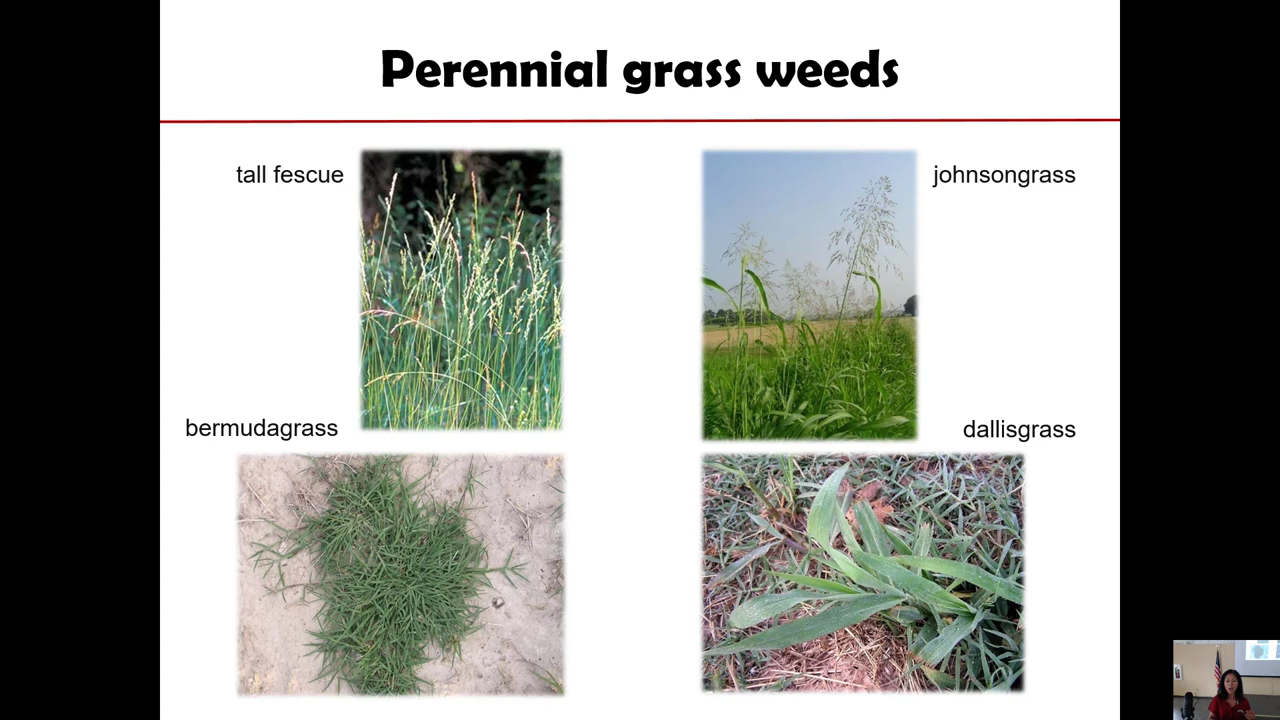 Perennial grass weeds
tall fescue
johnsongrass
bermudagrass
dallisgrass